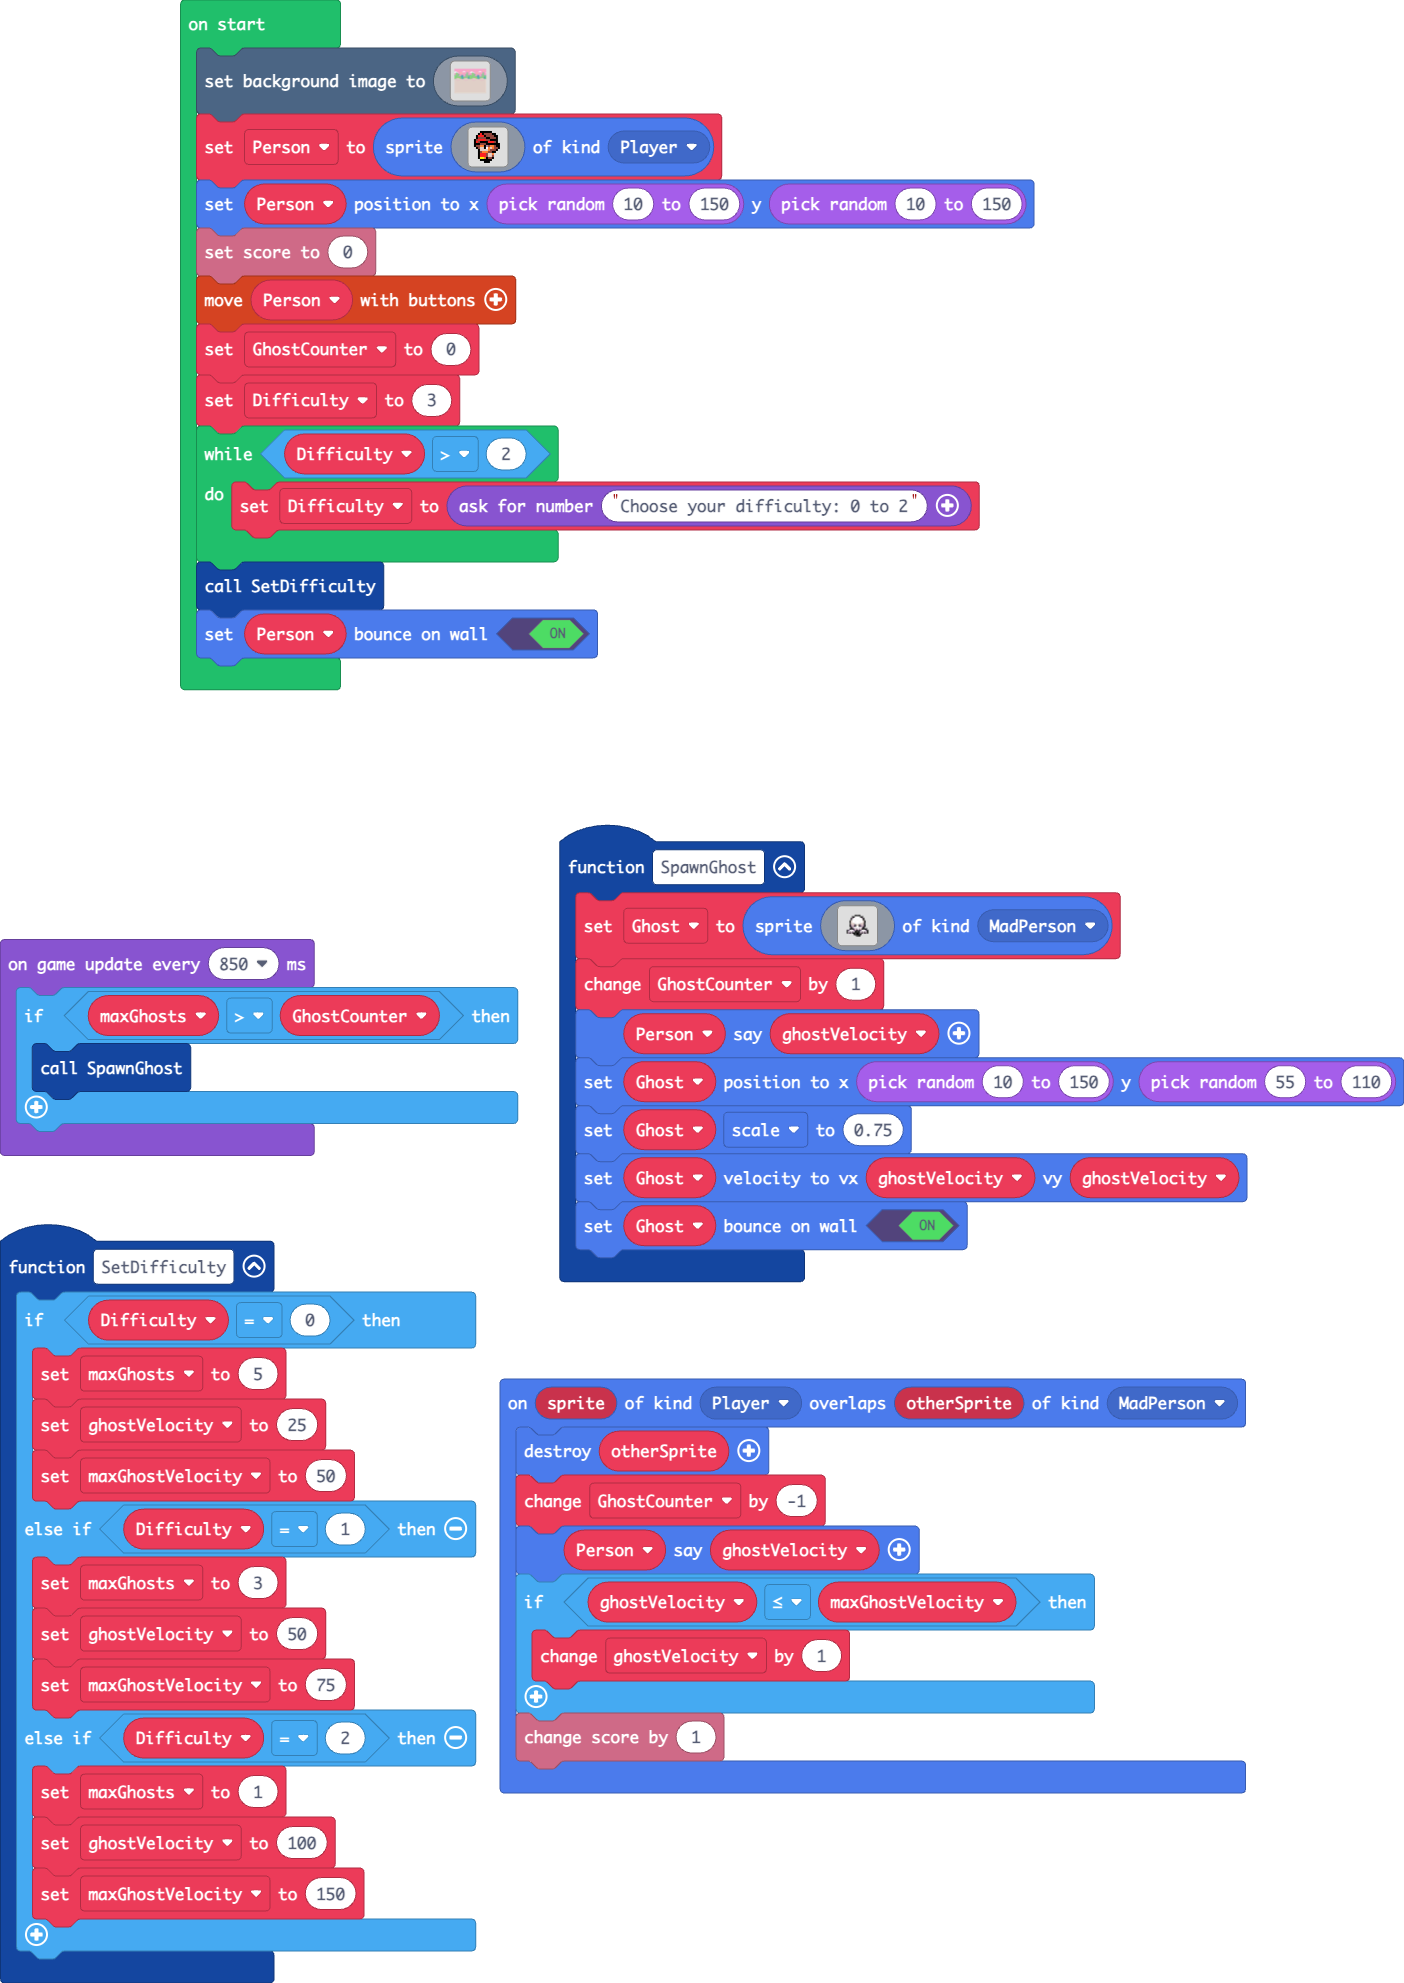 on start
set background image to
set Person to sprite of kind Player
set Person position to x pick random 10 to 150 y pick random 10 to 150
set score to 0
move Person with buttons
set GhostCounter to 0
set Difficulty to 3
while Difficulty > 2
do set Difficulty to ask for number "Choose your difficulty: 0 to 2"
call SetDifficulty
set Person bounce on wall ON
function SpawnGhost
set Ghost to sprite of kind MadPerson
change GhostCounter by 1
Person say ghostVelocity
set Ghost position to x pick random 10 to 150 y pick random 55 to 110
set Ghost scale to 0.75
set Ghost velocity to vx ghostVelocity vy ghostVelocity
set Ghost bounce on wall ON
on game update every 850 ms
if maxGhosts > GhostCounter then
call SpawnGhost
function SetDifficulty
if Difficulty = 0 then
set maxGhosts to 5
set ghostVelocity to 25
set maxGhostVelocity to 50
else if Difficulty = 1 then
set maxGhosts to 3
set ghostVelocity to 50
set maxGhostVelocity to 75
else if Difficulty = 2 then
set maxGhosts to 1
set ghostVelocity to 100
set maxGhostVelocity to 150
on sprite of kind Player overlaps otherSprite of kind MadPerson
destroy otherSprite
change GhostCounter by -1
Person say ghostVelocity
if ghostVelocity ≤ maxGhostVelocity then
change ghostVelocity by 1
change score by 1